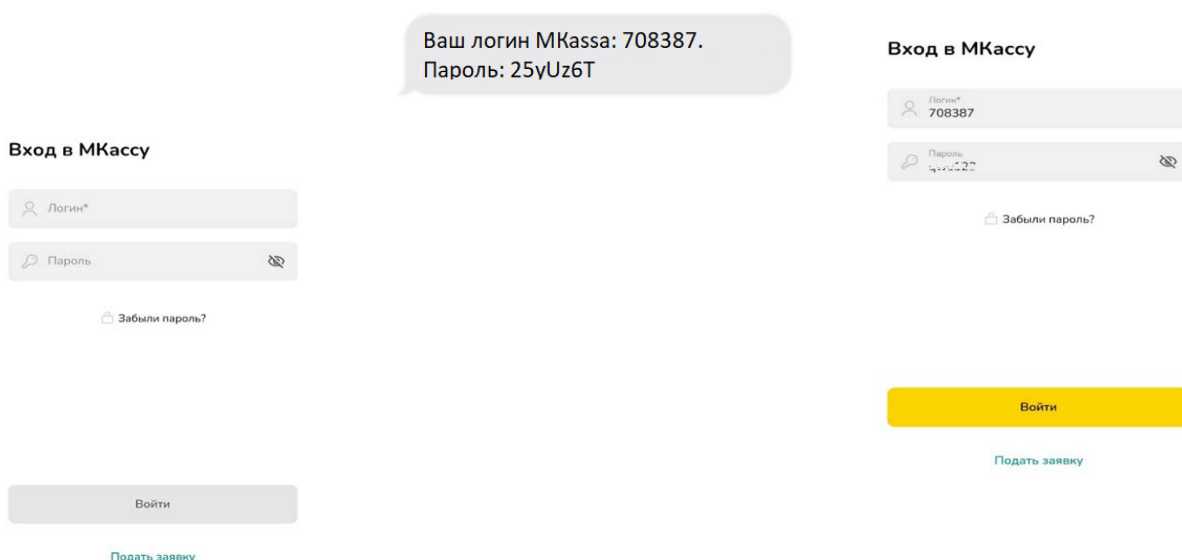 Вход в МКассу
Логин*
Пароль
Забыли пароль?
Войти
Подать заявку
Ваш логин MKassa: 708387.
Пароль: 25yUz6T
Вход в МКассу
Логин*
708387
Пароль
Забыли пароль?
Войти
Подать заявку